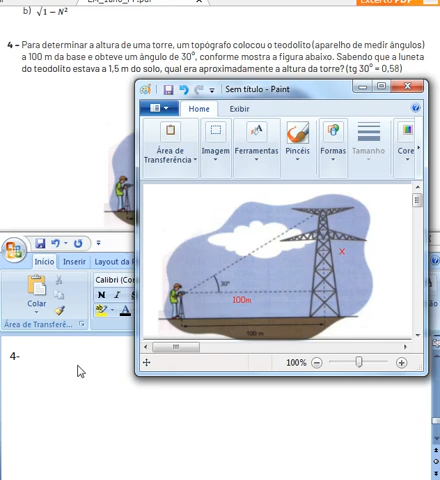 b) √1 – N²
4 – Para determinar a altura de uma torre, um topógrafo colocou o teodolito (aparelho de medir ângulos)
a 100 m da base e obteve um ângulo de 30°, conforme mostra a figura abaixo. Sabendo que a luneta
do teodolito estava a 1,5 m do solo, qual era aproximadamente a altura da torre? (tg 30° = 0,58)
Sem título - Paint
Home Exibir
Área de
Transferência
Imagem
Ferramentas
Pincéis
Formas
Tamanho
Core
30°
X
100m
100 m
100%
Início Inserir Layout da
Calibri (Cor
Colar
N I
Área de Transferê...
4-